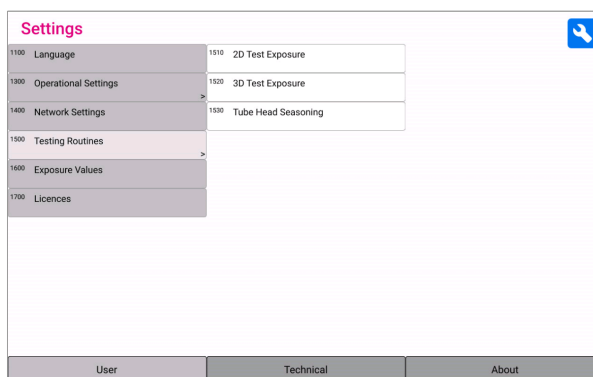 Settings
1100 Language
1300 Operational Settings >
1400 Network Settings
1500 Testing Routines >
1600 Exposure Values
1700 Licences
1510 2D Test Exposure
1520 3D Test Exposure
1530 Tube Head Seasoning
User
Technical
About